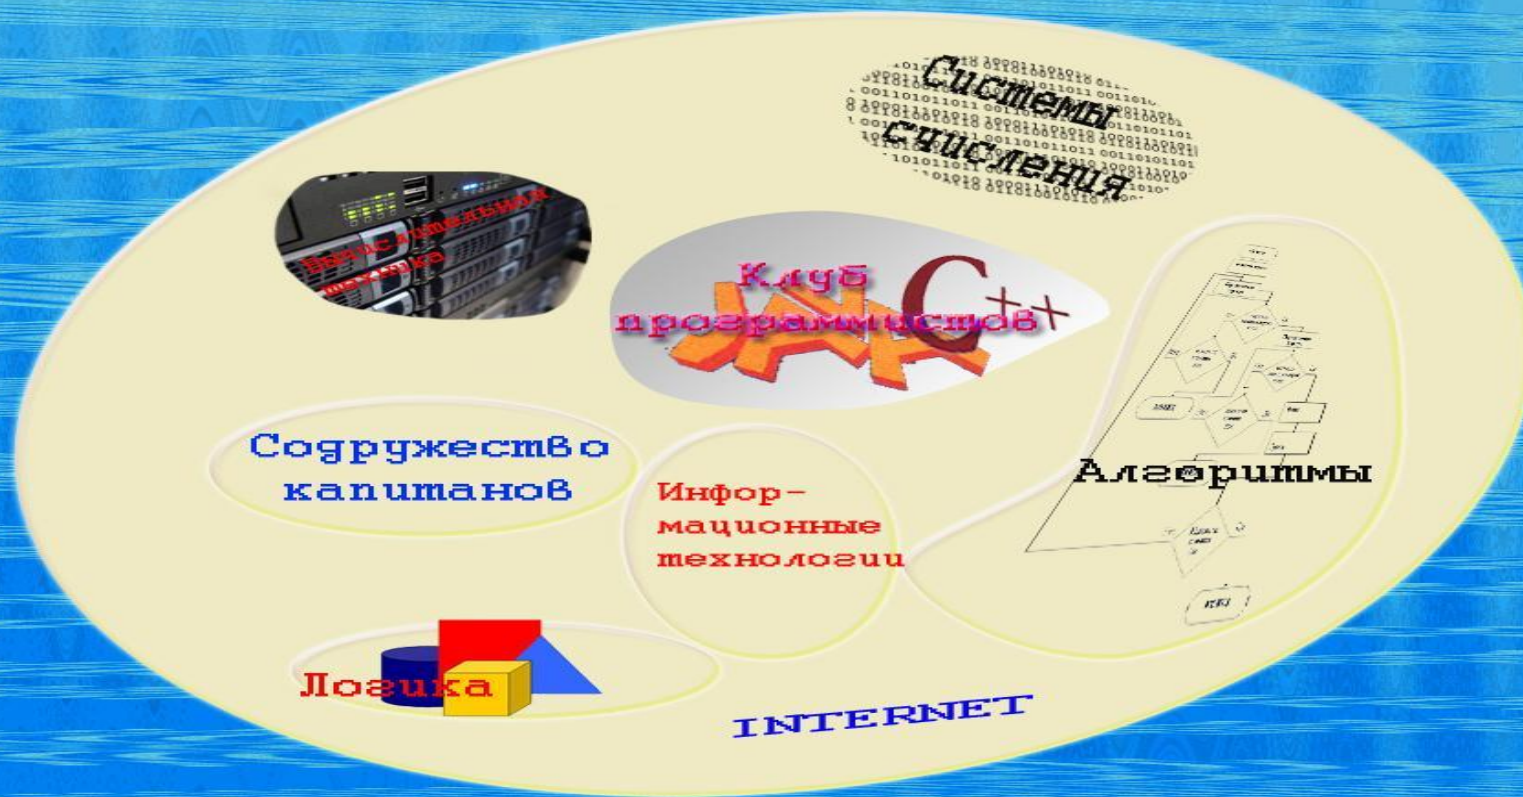 Системы
счисления
Вычислительная
техника
Клуб
программистов
C++
Содружество
капитанов
Инфор-
мационные
технологии
Алгоритмы
Логика
INTERNET